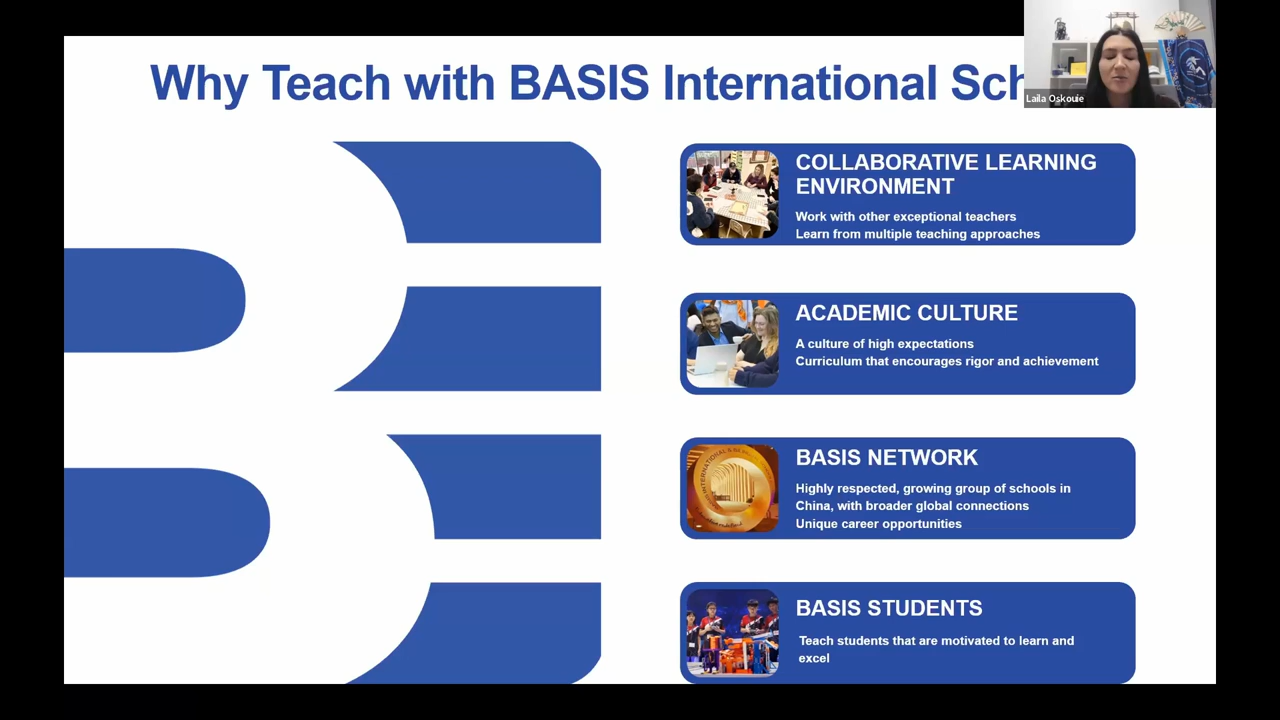 Why Teach with BASIS International Sch
Laila Oskouie
COLLABORATIVE LEARNING
ENVIRONMENT
Work with other exceptional teachers
Learn from multiple teaching approaches
ACADEMIC CULTURE
A culture of high expectations
Curriculum that encourages rigor and achievement
BASIS NETWORK
Highly respected, growing group of schools in
China, with broader global connections
Unique career opportunities
BASIS STUDENTS
Teach students that are motivated to learn and
excel